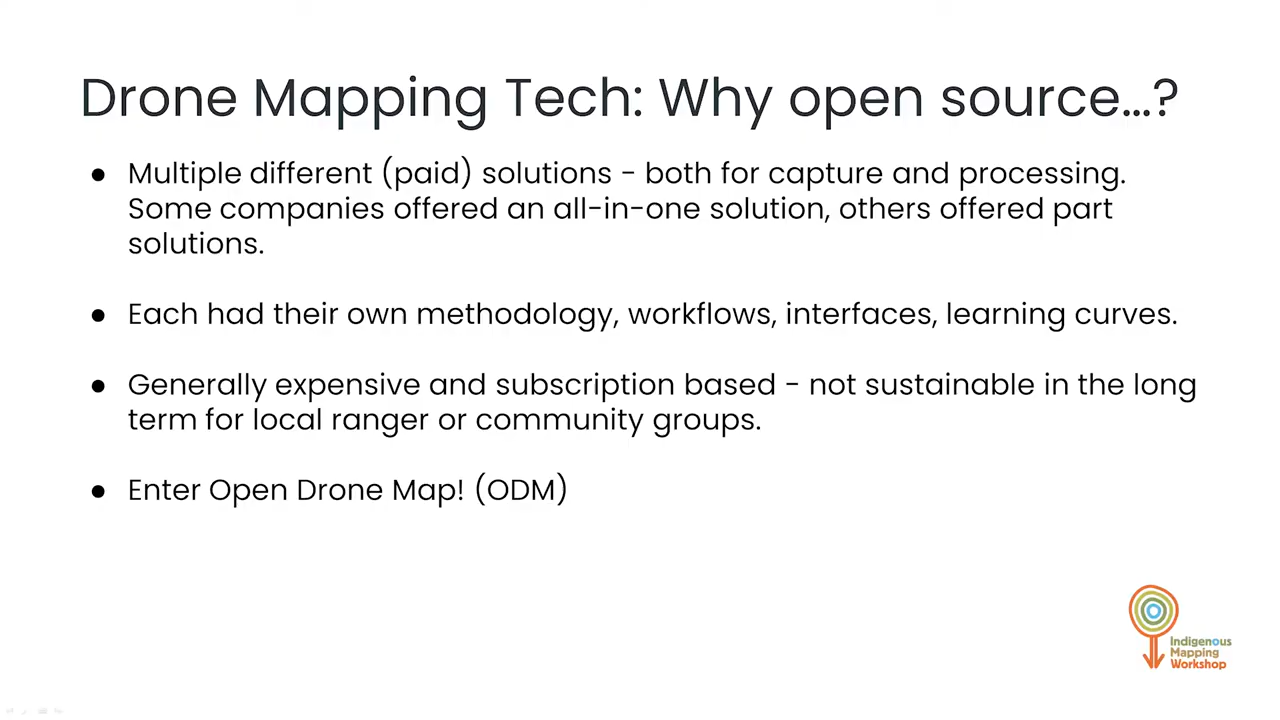 Drone Mapping Tech: Why open source...?
● Multiple different (paid) solutions - both for capture and processing.
Some companies offered an all-in-one solution, others offered part
solutions.
● Each had their own methodology, workflows, interfaces, learning curves.
● Generally expensive and subscription based - not sustainable in the long
term for local ranger or community groups.
● Enter Open Drone Map! (ODM)
Indigenous
Mapping
Workshop